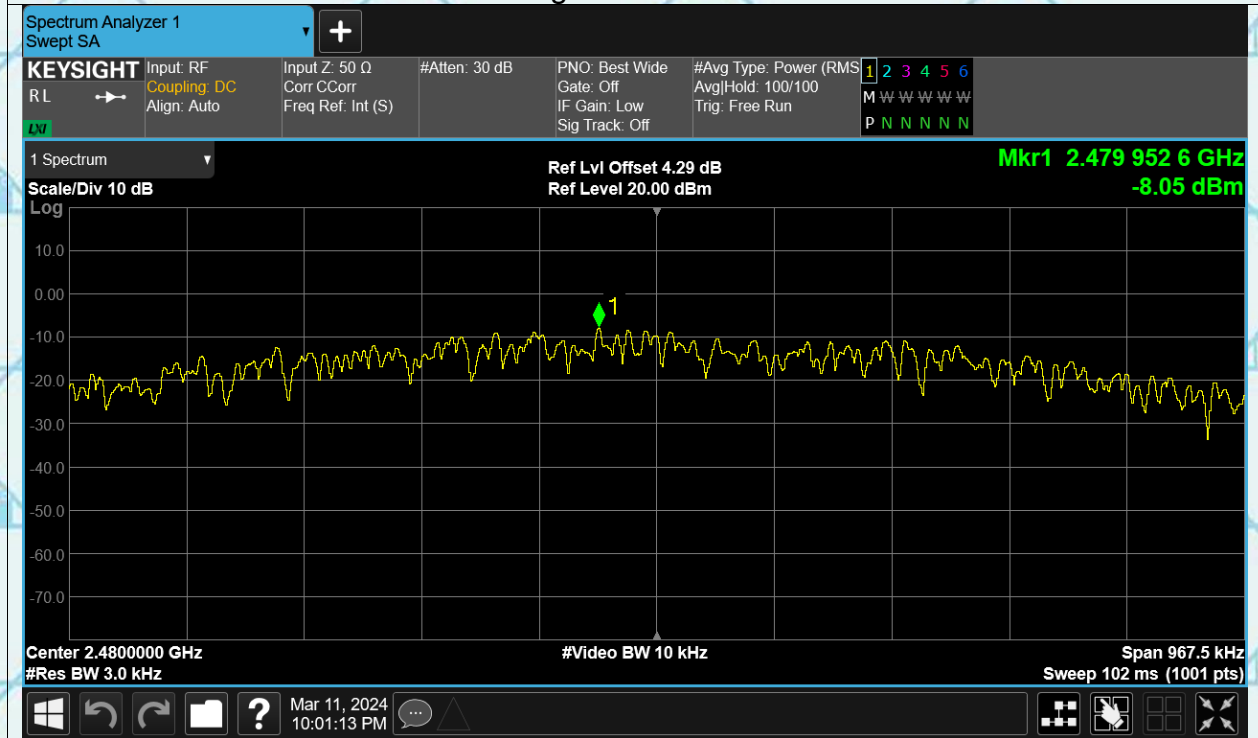 Spectrum Analyzer 1
Swept SA
KEYSIGHT
RL
LXI
Input: RF
Coupling: DC
Align: Auto
Input Z: 50 Ω
Corr CCorr
Freq Ref: Int (S)
#Atten: 30 dB
PNO: Best Wide
Gate: Off
IF Gain: Low
Sig Track: Off
#Avg Type: Power (RMS
Avg|Hold: 100/100
Trig: Free Run
1 2 3 4 5 6
M W W W W W
P N N N N N
1 Spectrum
Scale/Div 10 dB
Log
Ref Lvl Offset 4.29 dB
Ref Level 20.00 dBm
Mkr1 2.479 952 6 GHz
-8.05 dBm
10.0
0.00
1
-10.0
-20.0
-30.0
-40.0
-50.0
-60.0
-70.0
Center 2.4800000 GHz
#Res BW 3.0 kHz
#Video BW 10 kHz
Span 967.5 kHz
Sweep 102 ms (1001 pts)
?
Mar 11, 2024
10:01:13 PM